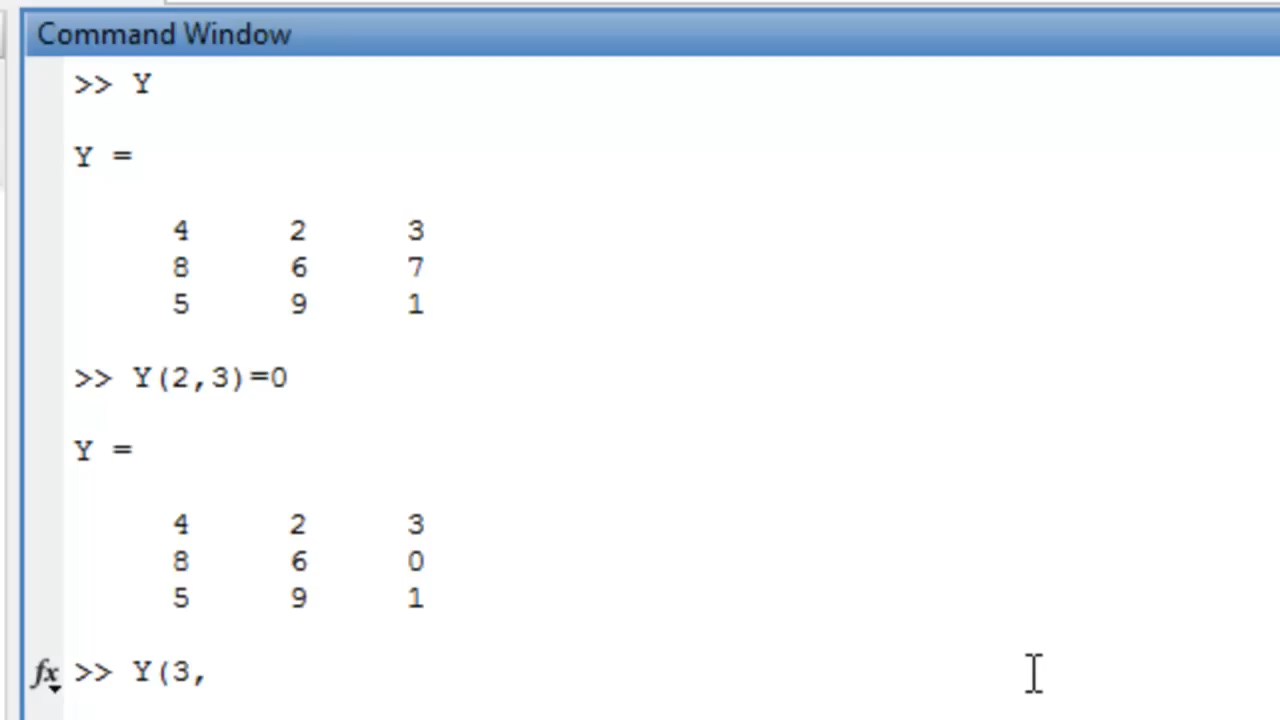 Command Window
>> Y
Y =
4 2 3
8 6 7
5 9 1
>> Y(2,3)=0
Y =
4 2 3
8 6 0
5 9 1
fx >> Y(3,